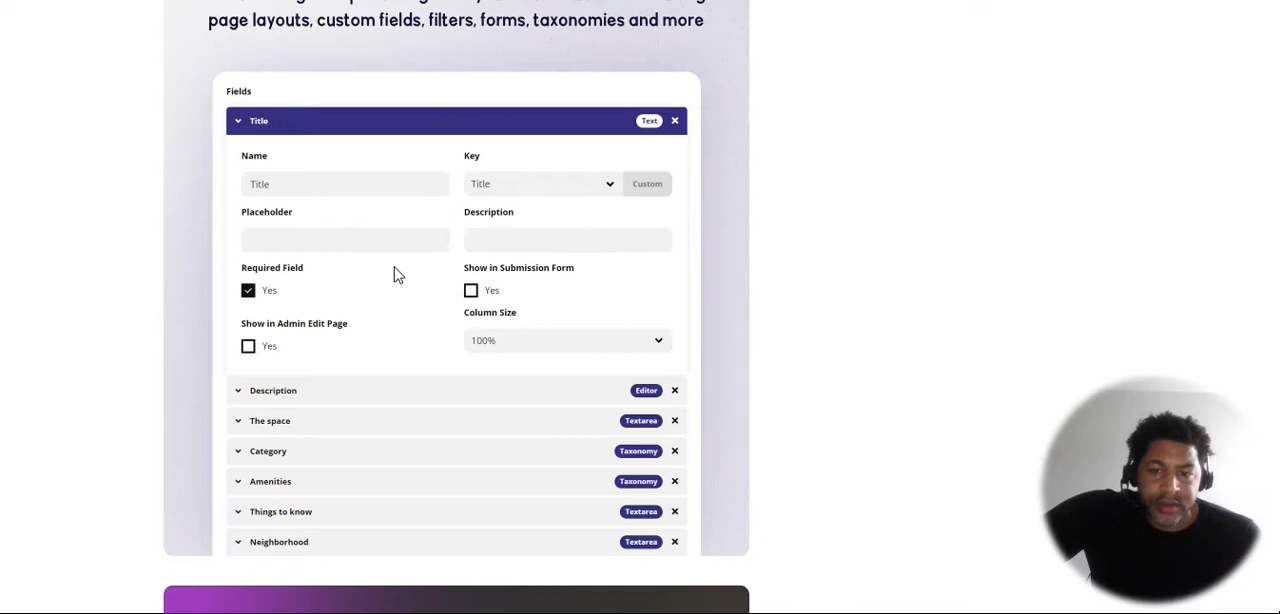 page layouts, custom fields, filters, forms, taxonomies and more
Fields
Title
Text
Name
Key
Title
Title
Custom
Placeholder
Description
Required Field
Show in Submission Form
Yes
Yes
Column Size
Show in Admin Edit Page
100%
Yes
Description
Editor
The space
Textarea
Category
Taxonomy
Amenities
Taxonomy
Things to know
Textarea
Neighborhood
Textarea